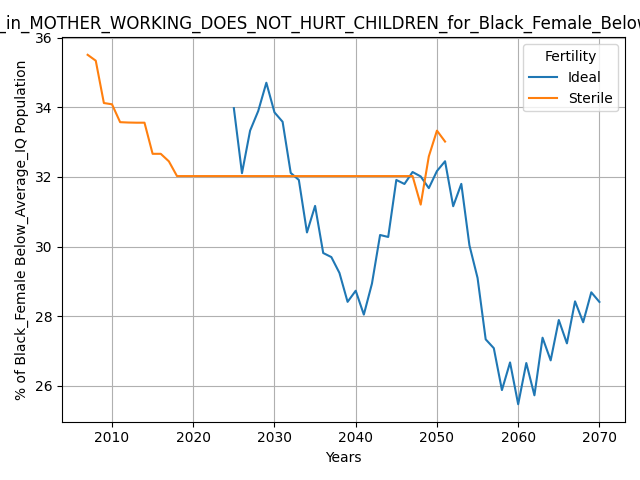 _in_MOTHER_WORKING_DOES_NOT_HURT_CHILDREN_for_Black_Female_Below
% of Black_Female Below_Average_IQ Population
36
34
32
30
28
26
Fertility
Ideal
Sterile
2010 2020 2030 2040 2050 2060 2070
Years